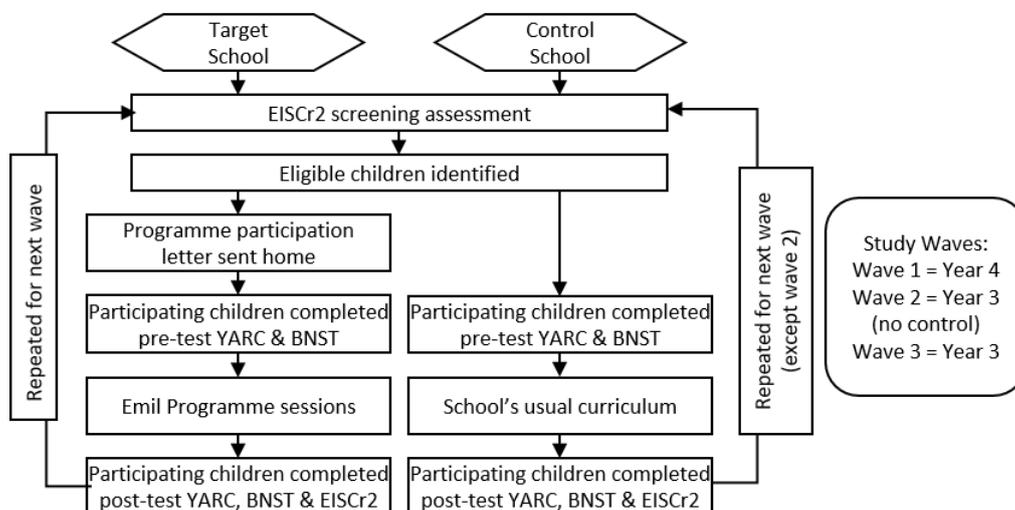 Target
School
Control
School
EISCr2 screening assessment
Eligible children identified
Programme participation
letter sent home
Participating children completed
pre-test YARC & BNST
Participating children completed
pre-test YARC & BNST
Emil Programme sessions
School's usual curriculum
Participating children completed
post-test YARC, BNST & EISCr2
Participating children completed
post-test YARC, BNST & EISCr2
Repeated for next wave
Repeated for next wave
(except wave 2)
Study Waves:
Wave 1 = Year 4
Wave 2 = Year 3
(no control)
Wave 3 = Year 3